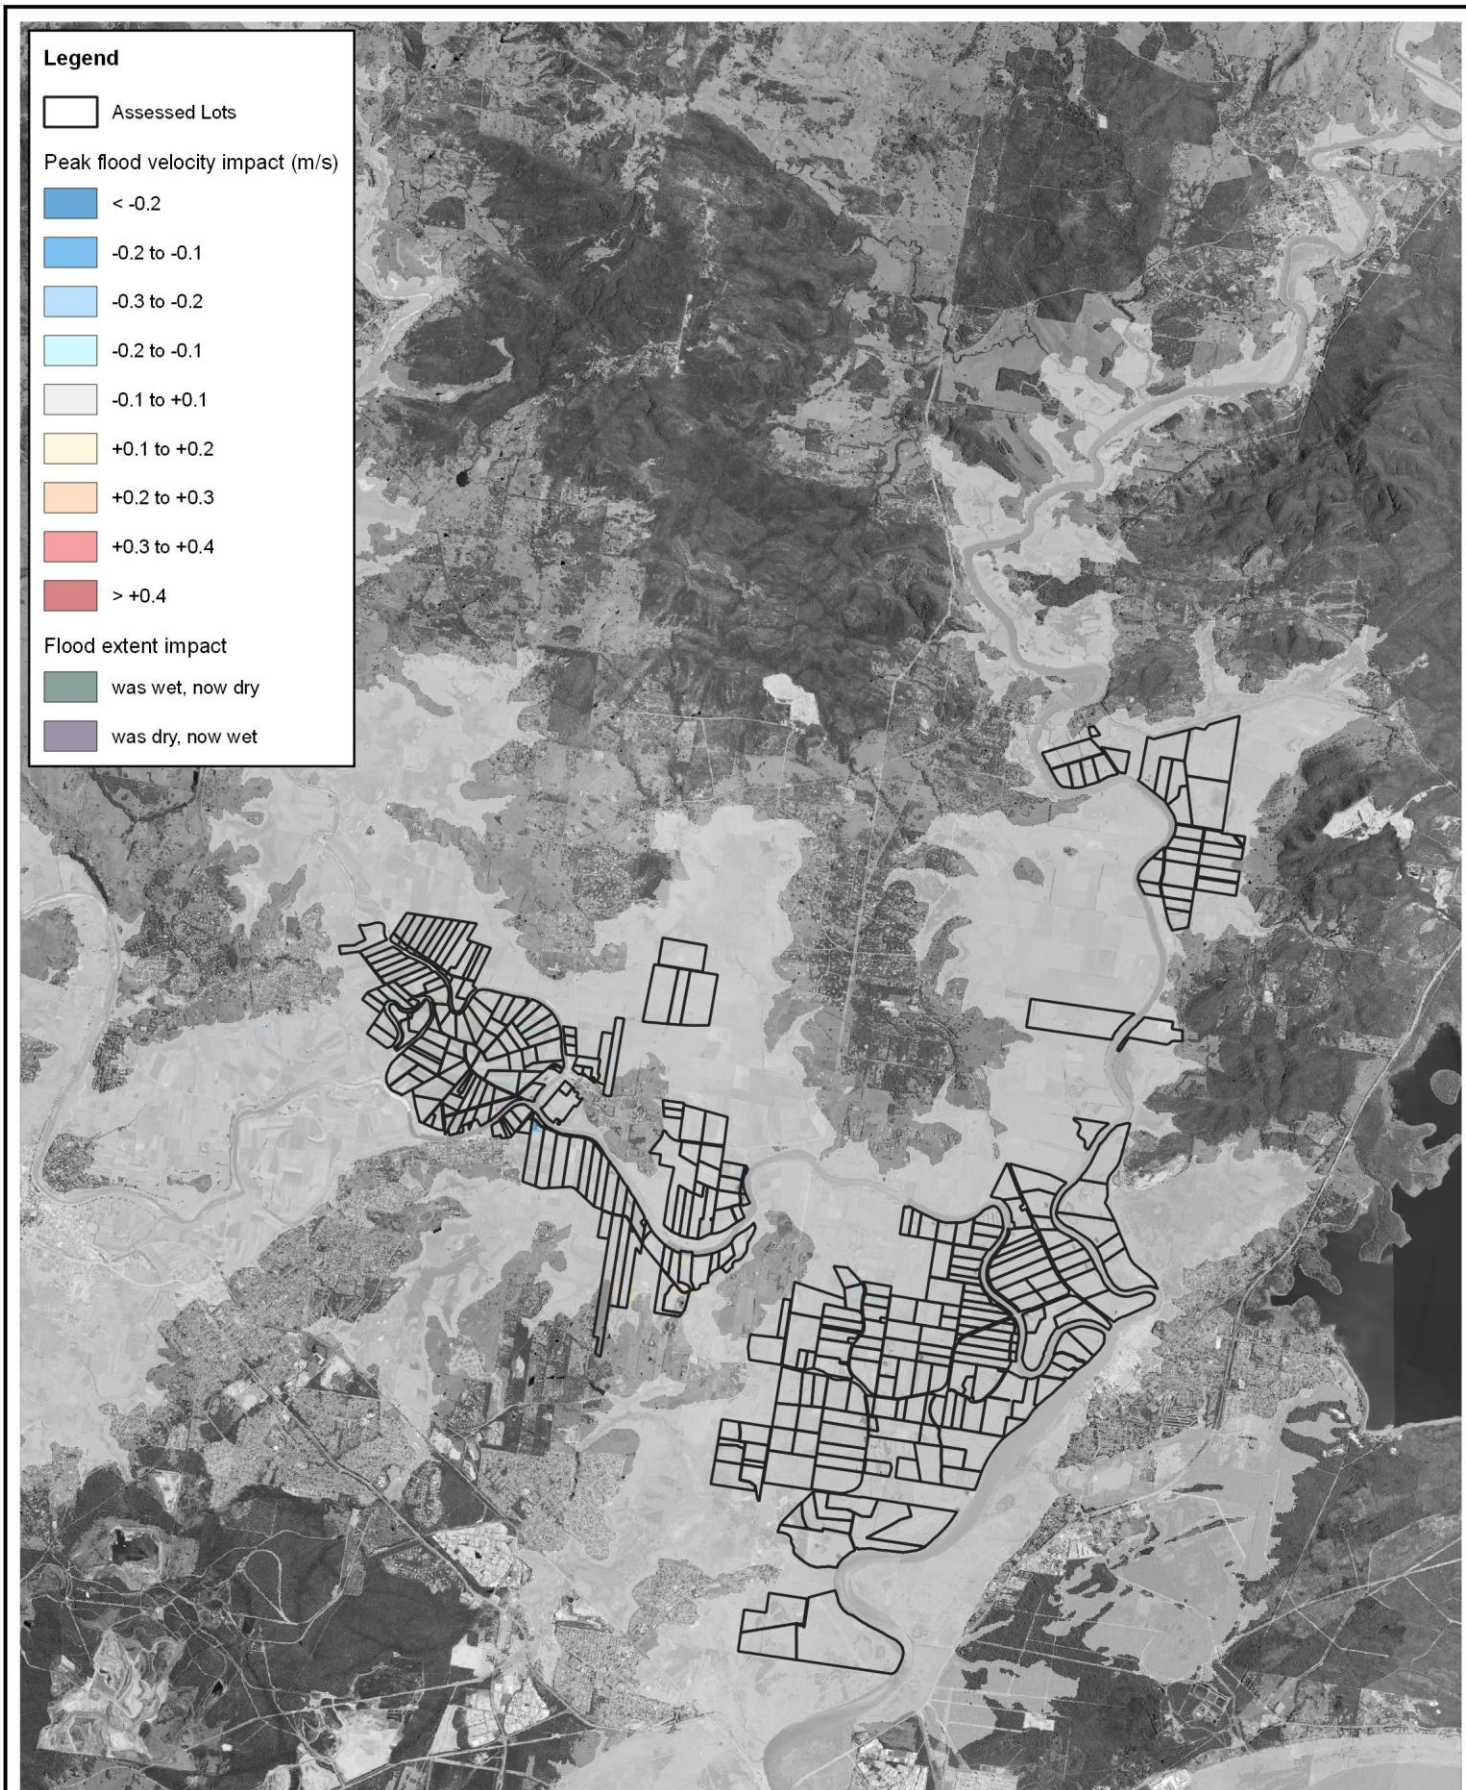 Legend
Assessed Lots
Peak flood velocity impact (m/s)
< -0.2
-0.2 to -0.1
-0.3 to -0.2
-0.2 to -0.1
-0.1 to +0.1
+0.1 to +0.2
+0.2 to +0.3
+0.3 to +0.4
> +0.4
Flood extent impact
was wet, now dry
was dry, now wet